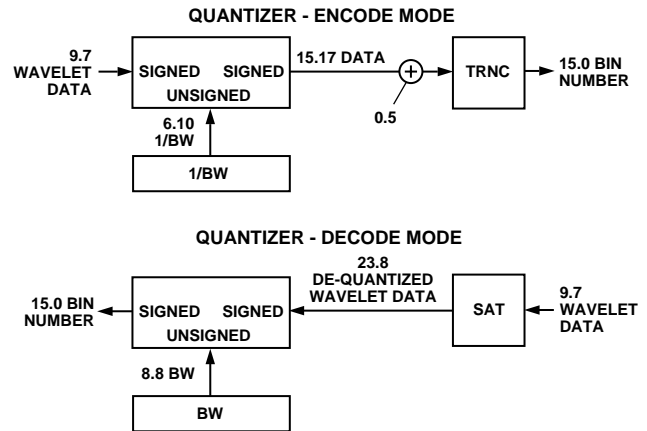 QUANTIZER - ENCODE MODE
9.7
WAVELET
DATA
SIGNED SIGNED
UNSIGNED
15.17 DATA
0.5
TRNC
15.0 BIN
NUMBER
6.10
1/BW
1/BW
QUANTIZER - DECODE MODE
15.0 BIN
NUMBER
SIGNED SIGNED
UNSIGNED
23.8
DE-QUANTIZED
WAVELET DATA
SAT
9.7
WAVELET
DATA
8.8 BW
BW